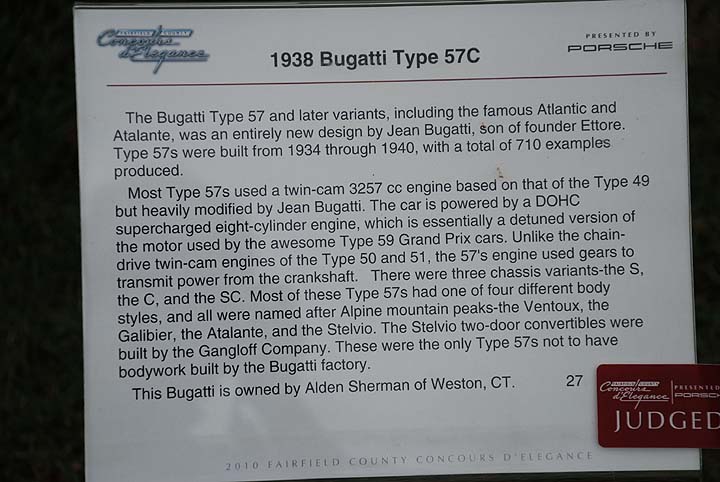 FAIRFIELD COUNTY
Concours
d'Elegance
PRESENTED BY
PORSCHE
1938 Bugatti Type 57C
The Bugatti Type 57 and later variants, including the famous Atlantic and
Atalante, was an entirely new design by Jean Bugatti, son of founder Ettore.
Type 57s were built from 1934 through 1940, with a total of 710 examples
produced.
Most Type 57s used a twin-cam 3257 cc engine based on that of the Type 49
but heavily modified by Jean Bugatti. The car is powered by a DOHC
supercharged eight-cylinder engine, which is essentially a detuned version of
the motor used by the awesome Type 59 Grand Prix cars. Unlike the chain-
drive twin-cam engines of the Type 50 and 51, the 57's engine used gears to
transmit power from the crankshaft. There were three chassis variants-the S,
the C, and the SC. Most of these Type 57s had one of four different body
styles, and all were named after Alpine mountain peaks-the Ventoux, the
Galibier, the Atalante, and the Stelvio. The Stelvio two-door convertibles were
built by the Gangloff Company. These were the only Type 57s not to have
bodywork built by the Bugatti factory.
This Bugatti is owned by Alden Sherman of Weston, CT.
27
FAIRFIELD COUNTY
Concours
d'Elegance
PRESENTED
PORSCH
JUDGED
2010 FAIRFIELD COUNTY CONCOURS D'ELEGANCE